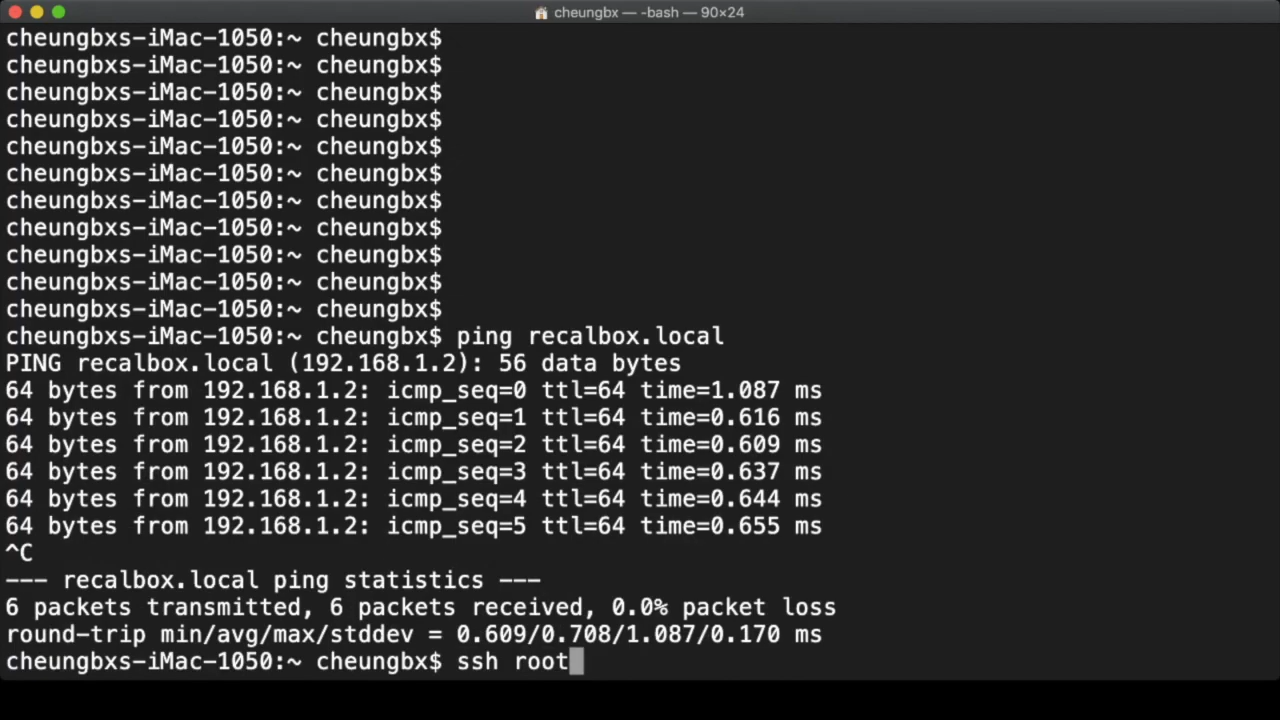 cheungbx — -bash — 90×24
cheungbxs-iMac-1050:~ cheungbx$
cheungbxs-iMac-1050:~ cheungbx$
cheungbxs-iMac-1050:~ cheungbx$
cheungbxs-iMac-1050:~ cheungbx$
cheungbxs-iMac-1050:~ cheungbx$
cheungbxs-iMac-1050:~ cheungbx$
cheungbxs-iMac-1050:~ cheungbx$
cheungbxs-iMac-1050:~ cheungbx$
cheungbxs-iMac-1050:~ cheungbx$
cheungbxs-iMac-1050:~ cheungbx$
cheungbxs-iMac-1050:~ cheungbx$
cheungbxs-iMac-1050:~ cheungbx$ ping recalbox.local
PING recalbox.local (192.168.1.2): 56 data bytes
64 bytes from 192.168.1.2: icmp_seq=0 ttl=64 time=1.087 ms
64 bytes from 192.168.1.2: icmp_seq=1 ttl=64 time=0.616 ms
64 bytes from 192.168.1.2: icmp_seq=2 ttl=64 time=0.609 ms
64 bytes from 192.168.1.2: icmp_seq=3 ttl=64 time=0.637 ms
64 bytes from 192.168.1.2: icmp_seq=4 ttl=64 time=0.644 ms
64 bytes from 192.168.1.2: icmp_seq=5 ttl=64 time=0.655 ms
^C
--- recalbox.local ping statistics ---
6 packets transmitted, 6 packets received, 0.0% packet loss
round-trip min/avg/max/stddev = 0.609/0.708/1.087/0.170 ms
cheungbxs-iMac-1050:~ cheungbx$ ssh root